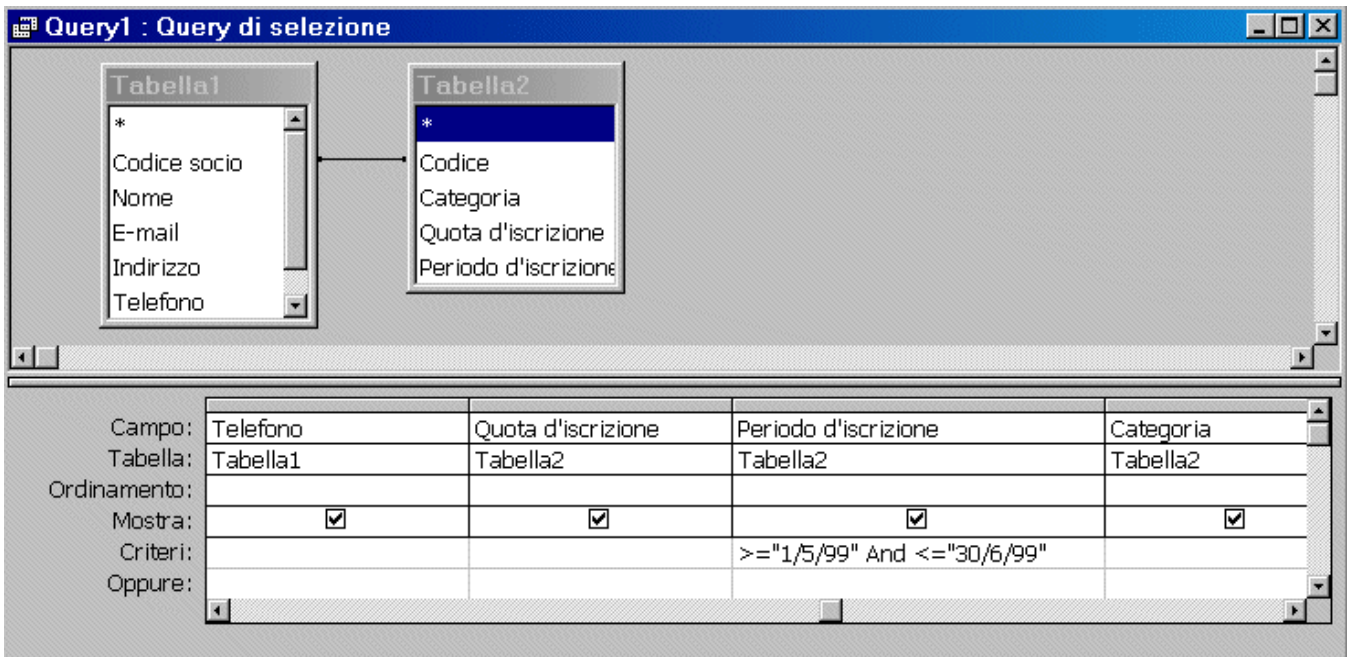 Query1 : Query di selezione
Tabella1
*
Codice socio
Nome
E-mail
Indirizzo
Telefono
Tabella2
*
Codice
Categoria
Quota d'iscrizione
Periodo d'iscrizione
Campo: Telefono Quota d'iscrizione Periodo d'iscrizione Categoria
Tabella: Tabella1 Tabella2 Tabella2 Tabella2
Ordinamento:
Mostra:
Criteri: >="1/5/99" And <="30/6/99"
Oppure: